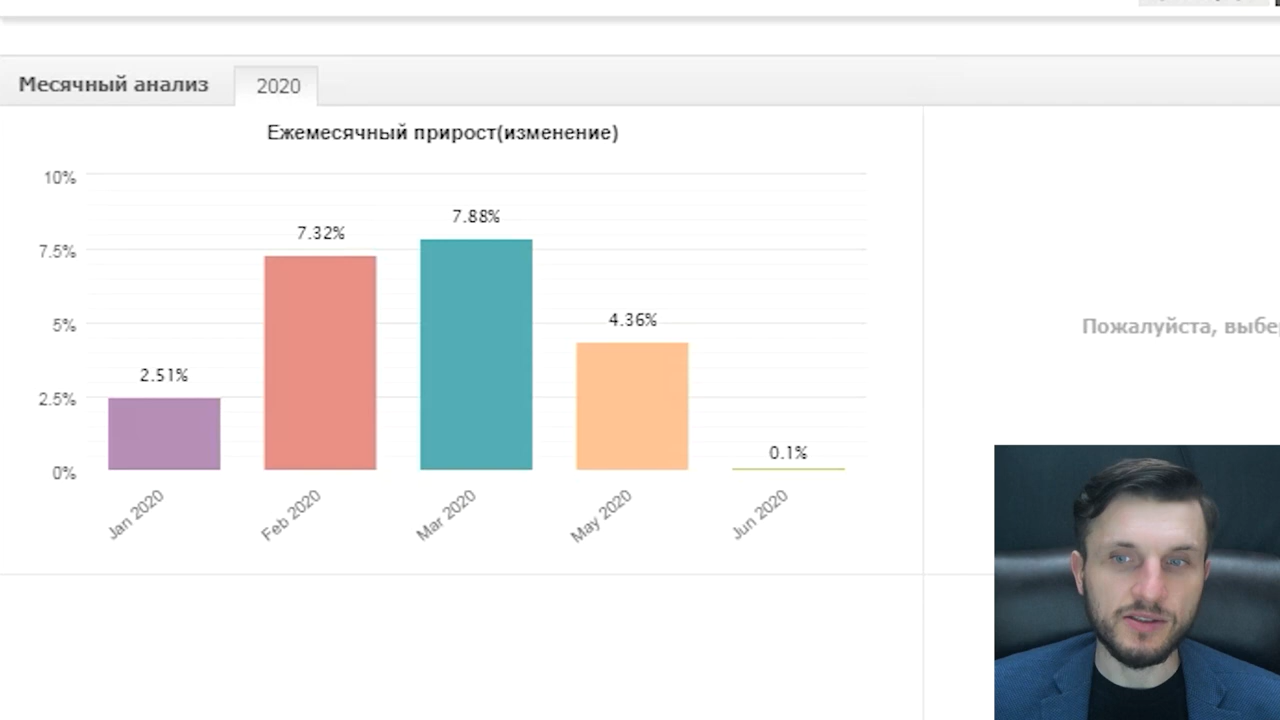 Месячный анализ 2020
Ежемесячный прирост(изменение)
10%
7.5%
5%
2.5%
0%
2.51%
7.32%
7.88%
4.36%
0.1%
Jan 2020
Feb 2020
Mar 2020
May 2020
Jun 2020
Пожалуйста,